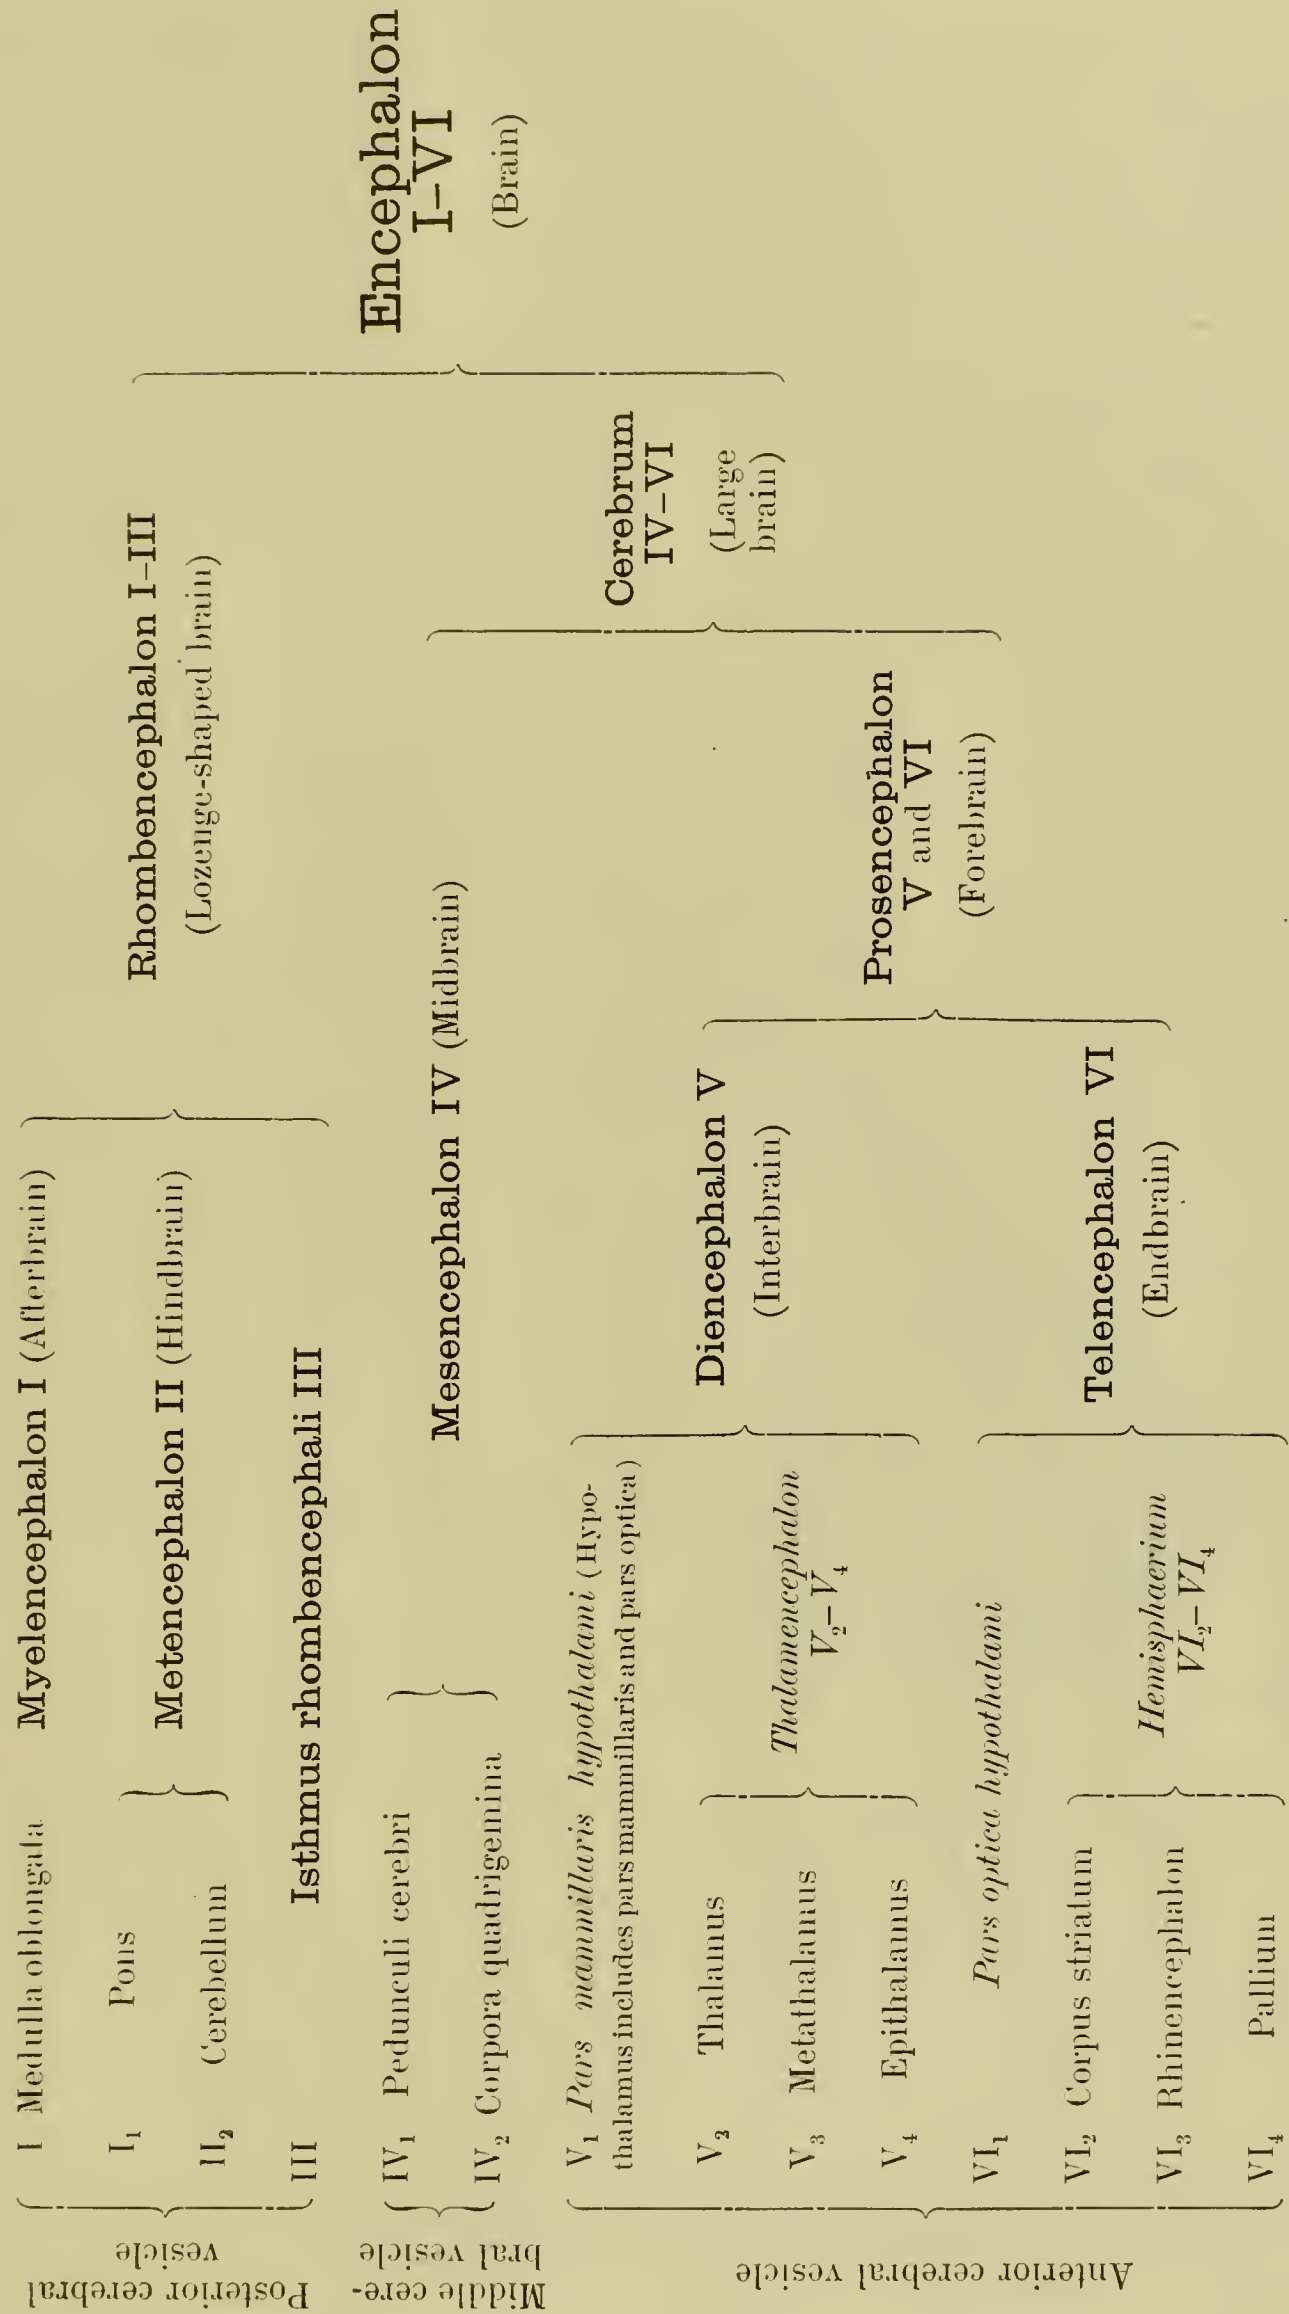 Posterior cerebral
vesicle
I Medulla oblongata
Myelencephalon I (Afterbrain)
I₁ Pons
II₂ Cerebellum
Metencephalon II (Hindbrain)
III
Isthmus rhombencephali III
Rhombencephalon I–III
(Lozenge-shaped brain)
Middle cere-
bral vesicle
IV₁ Pedunculi cerebri
IV₂ Corpora quadrigemina
Mesencephalon IV (Midbrain)
Anterior cerebral vesicle
V₁ Pars mammillaris hypothalami (Hypo-
thalamus includes pars mammillaris and pars optica)
V₂ Thalamus
V₃ Metathalamus
V₄ Epithalamus
Thalamencephalon
V₂–V₄
Diencephalon V
(Interbrain)
VI₁ Pars optica hypothalami
VI₂ Corpus striatum
VI₃ Rhinencephalon
VI₄ Pallium
Hemisphaerium
VI₂–VI₄
Telencephalon VI
(Endbrain)
Prosencephalon
V and VI
(Forebrain)
Cerebrum
IV–VI
(Large
brain)
Encephalon
I–VI
(Brain)